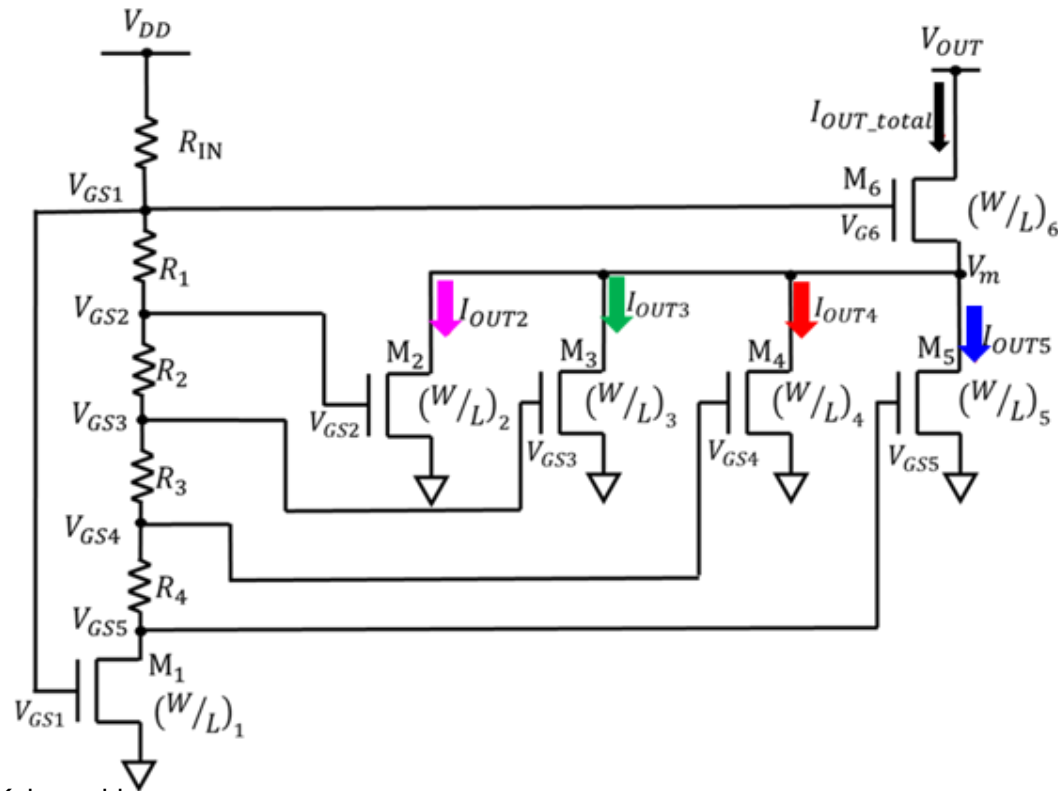 V_DD
V_OUT
I_OUT_total
R_IN
V_GS1
M_6
V_G6
(W/L)_6
R_1
V_m
V_GS2
I_OUT2
I_OUT3
I_OUT4
I_OUT5
R_2
M_2
M_3
M_4
M_5
(W/L)_2
(W/L)_3
(W/L)_4
(W/L)_5
V_GS3
V_GS2
V_GS3
V_GS4
V_GS5
R_3
V_GS4
R_4
V_GS5
M_1
V_GS1
(W/L)_1